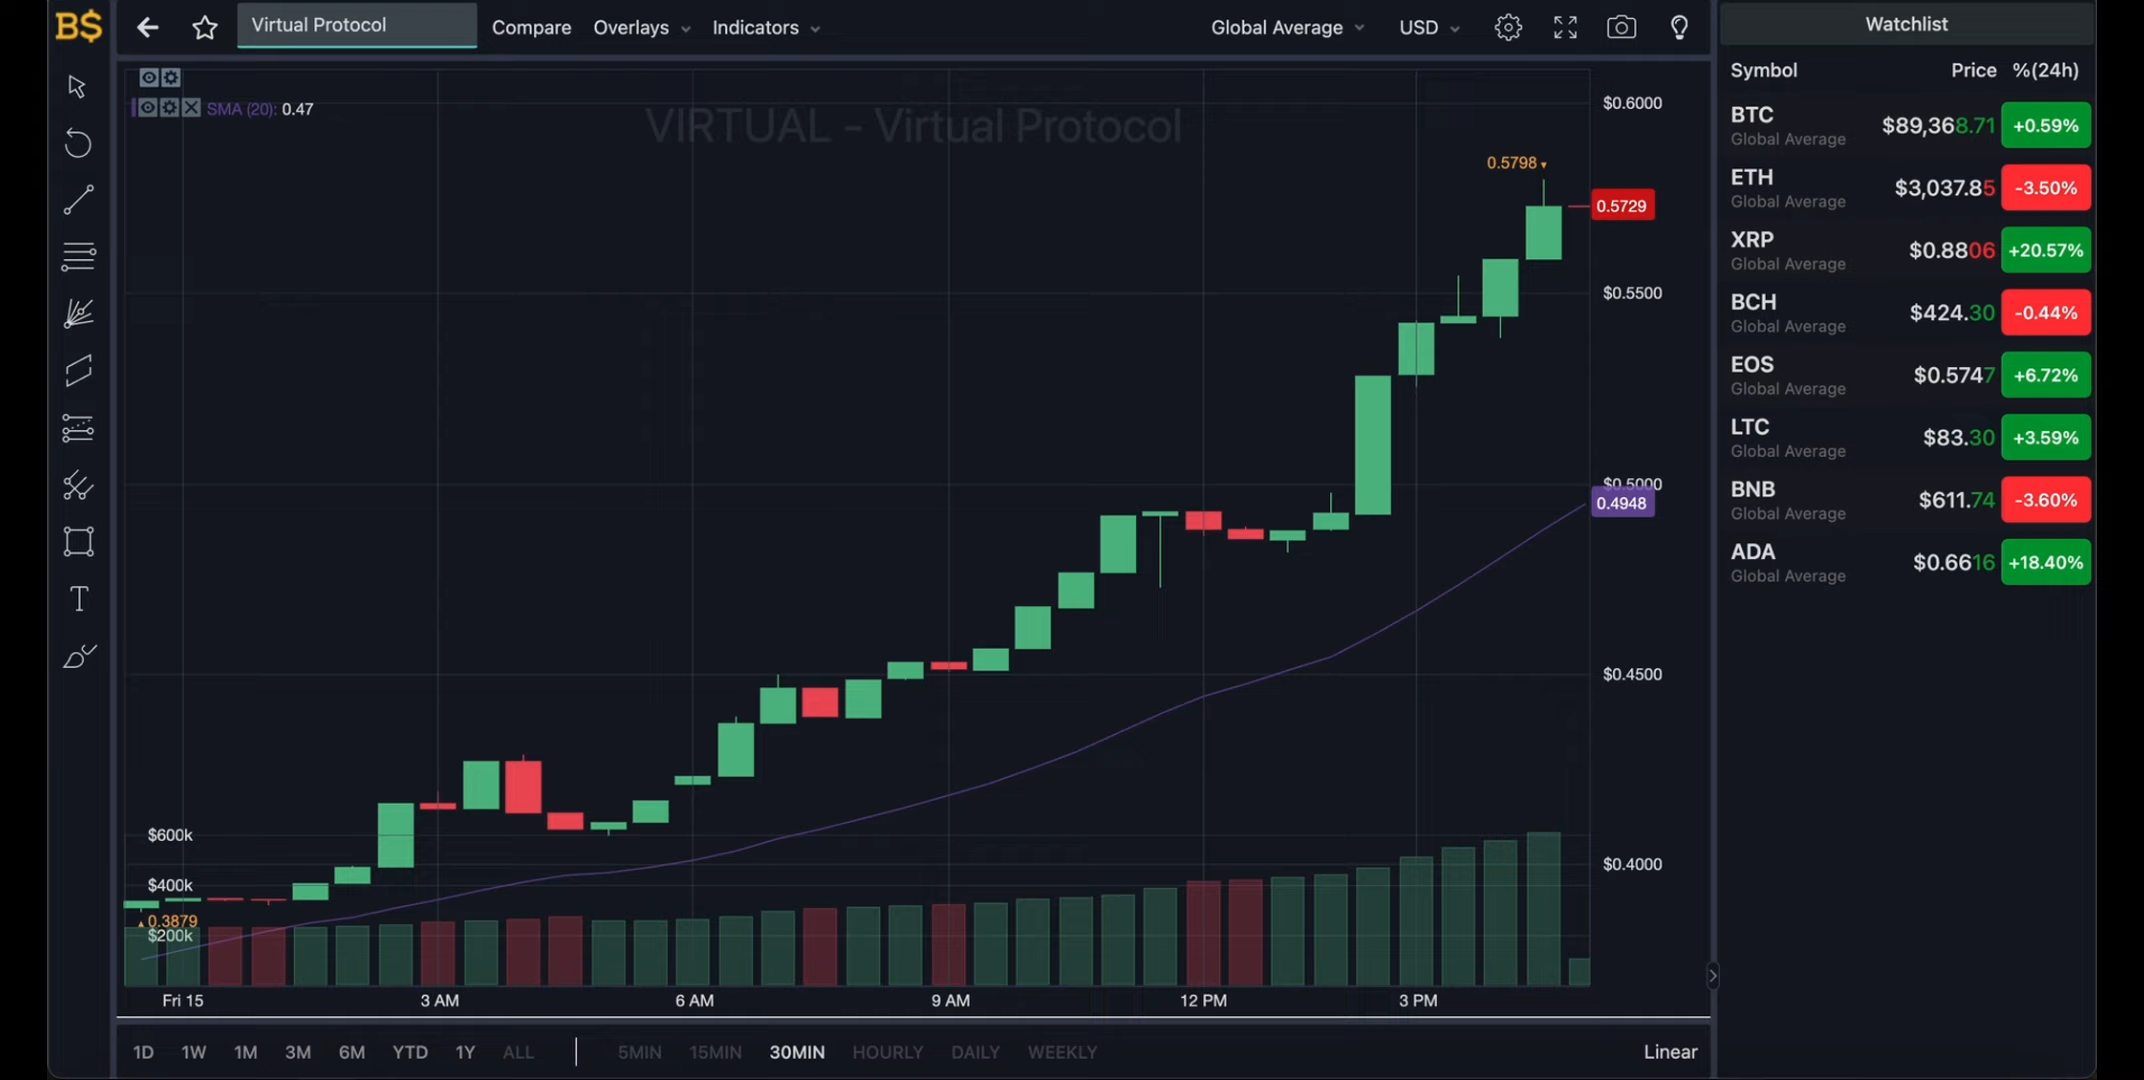 B$
Virtual Protocol
Compare
Overlays
Indicators
Global Average
USD
Watchlist
Symbol Price %(24h)
BTC $89,368.71 +0.59%
Global Average
ETH $3,037.85 -3.50%
Global Average
XRP $0.8806 +20.57%
Global Average
BCH $424.30 -0.44%
Global Average
EOS $0.5747 +6.72%
Global Average
LTC $83.30 +3.59%
Global Average
BNB $611.74 -3.60%
Global Average
ADA $0.6616 +18.40%
Global Average
SMA (20): 0.47
VIRTUAL - Virtual Protocol
$0.6000
0.5798
0.5729
$0.5500
$0.5000
0.4948
$0.4500
$0.4000
$600k
$400k
0.3879
$200k
Fri 15 3 AM 6 AM 9 AM 12 PM 3 PM
1D 1W 1M 3M 6M YTD 1Y ALL 5MIN 15MIN 30MIN HOURLY DAILY WEEKLY Linear
T